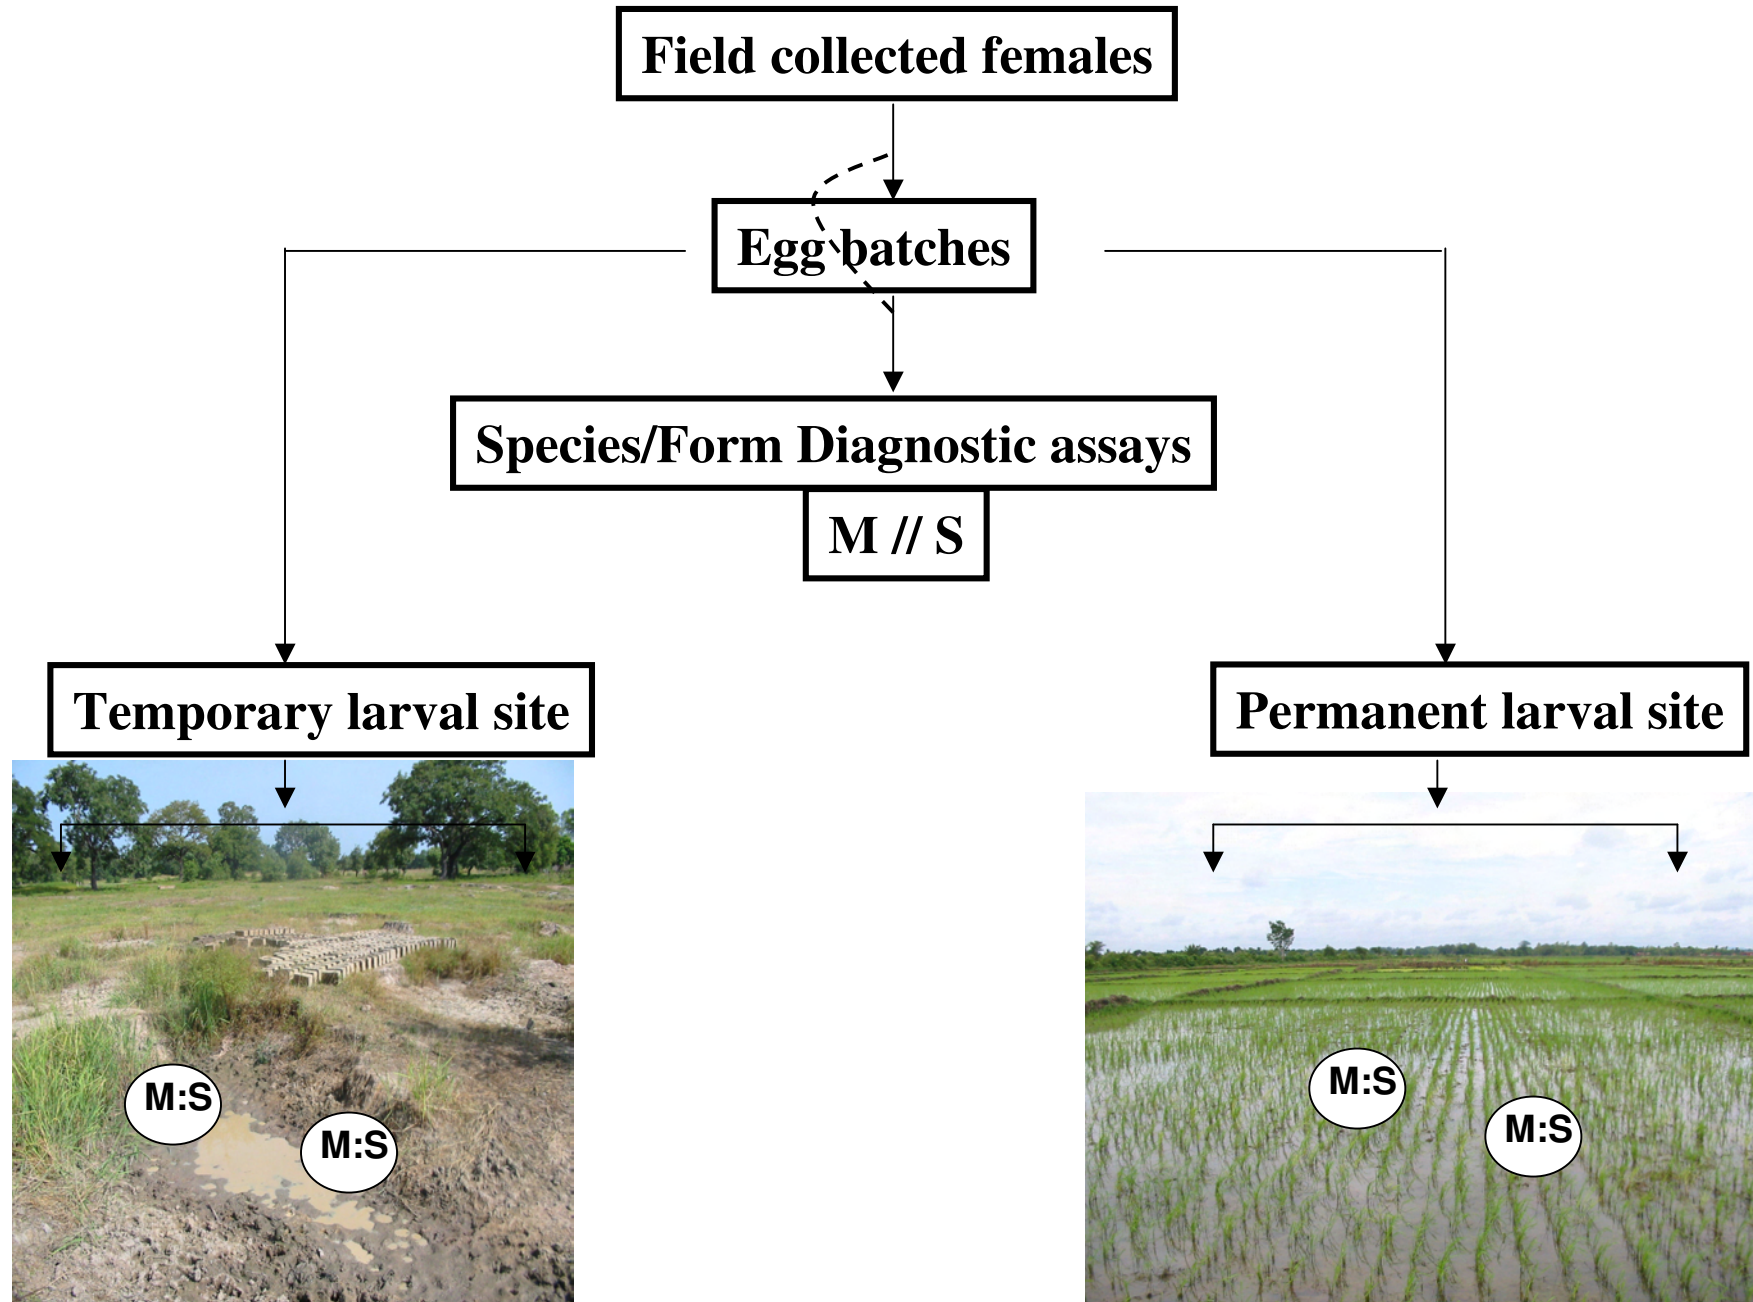 Field collected females
Egg batches
Species/Form Diagnostic assays
M // S
Temporary larval site
Permanent larval site
M:S
M:S
M:S
M:S